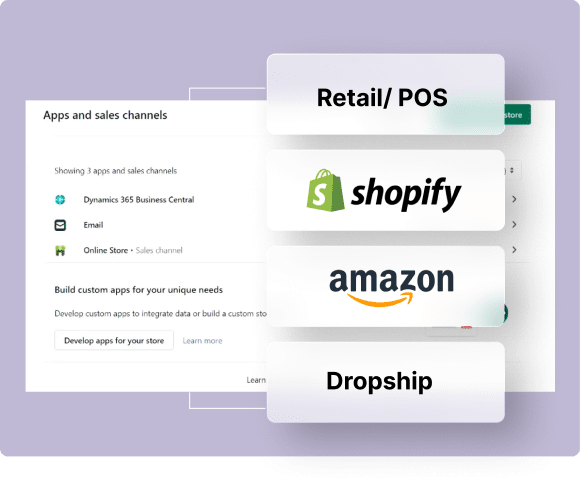 Retail/ POS
Apps and sales channels
store
Showing 3 apps and sales channels
Dynamics 365 Business Central
shopify
Email
Online Store • Sales channel
amazon
Build custom apps for your unique needs
Develop custom apps to integrate data or build a custom sto
Develop apps for your store
Learn more
Learn
Dropship